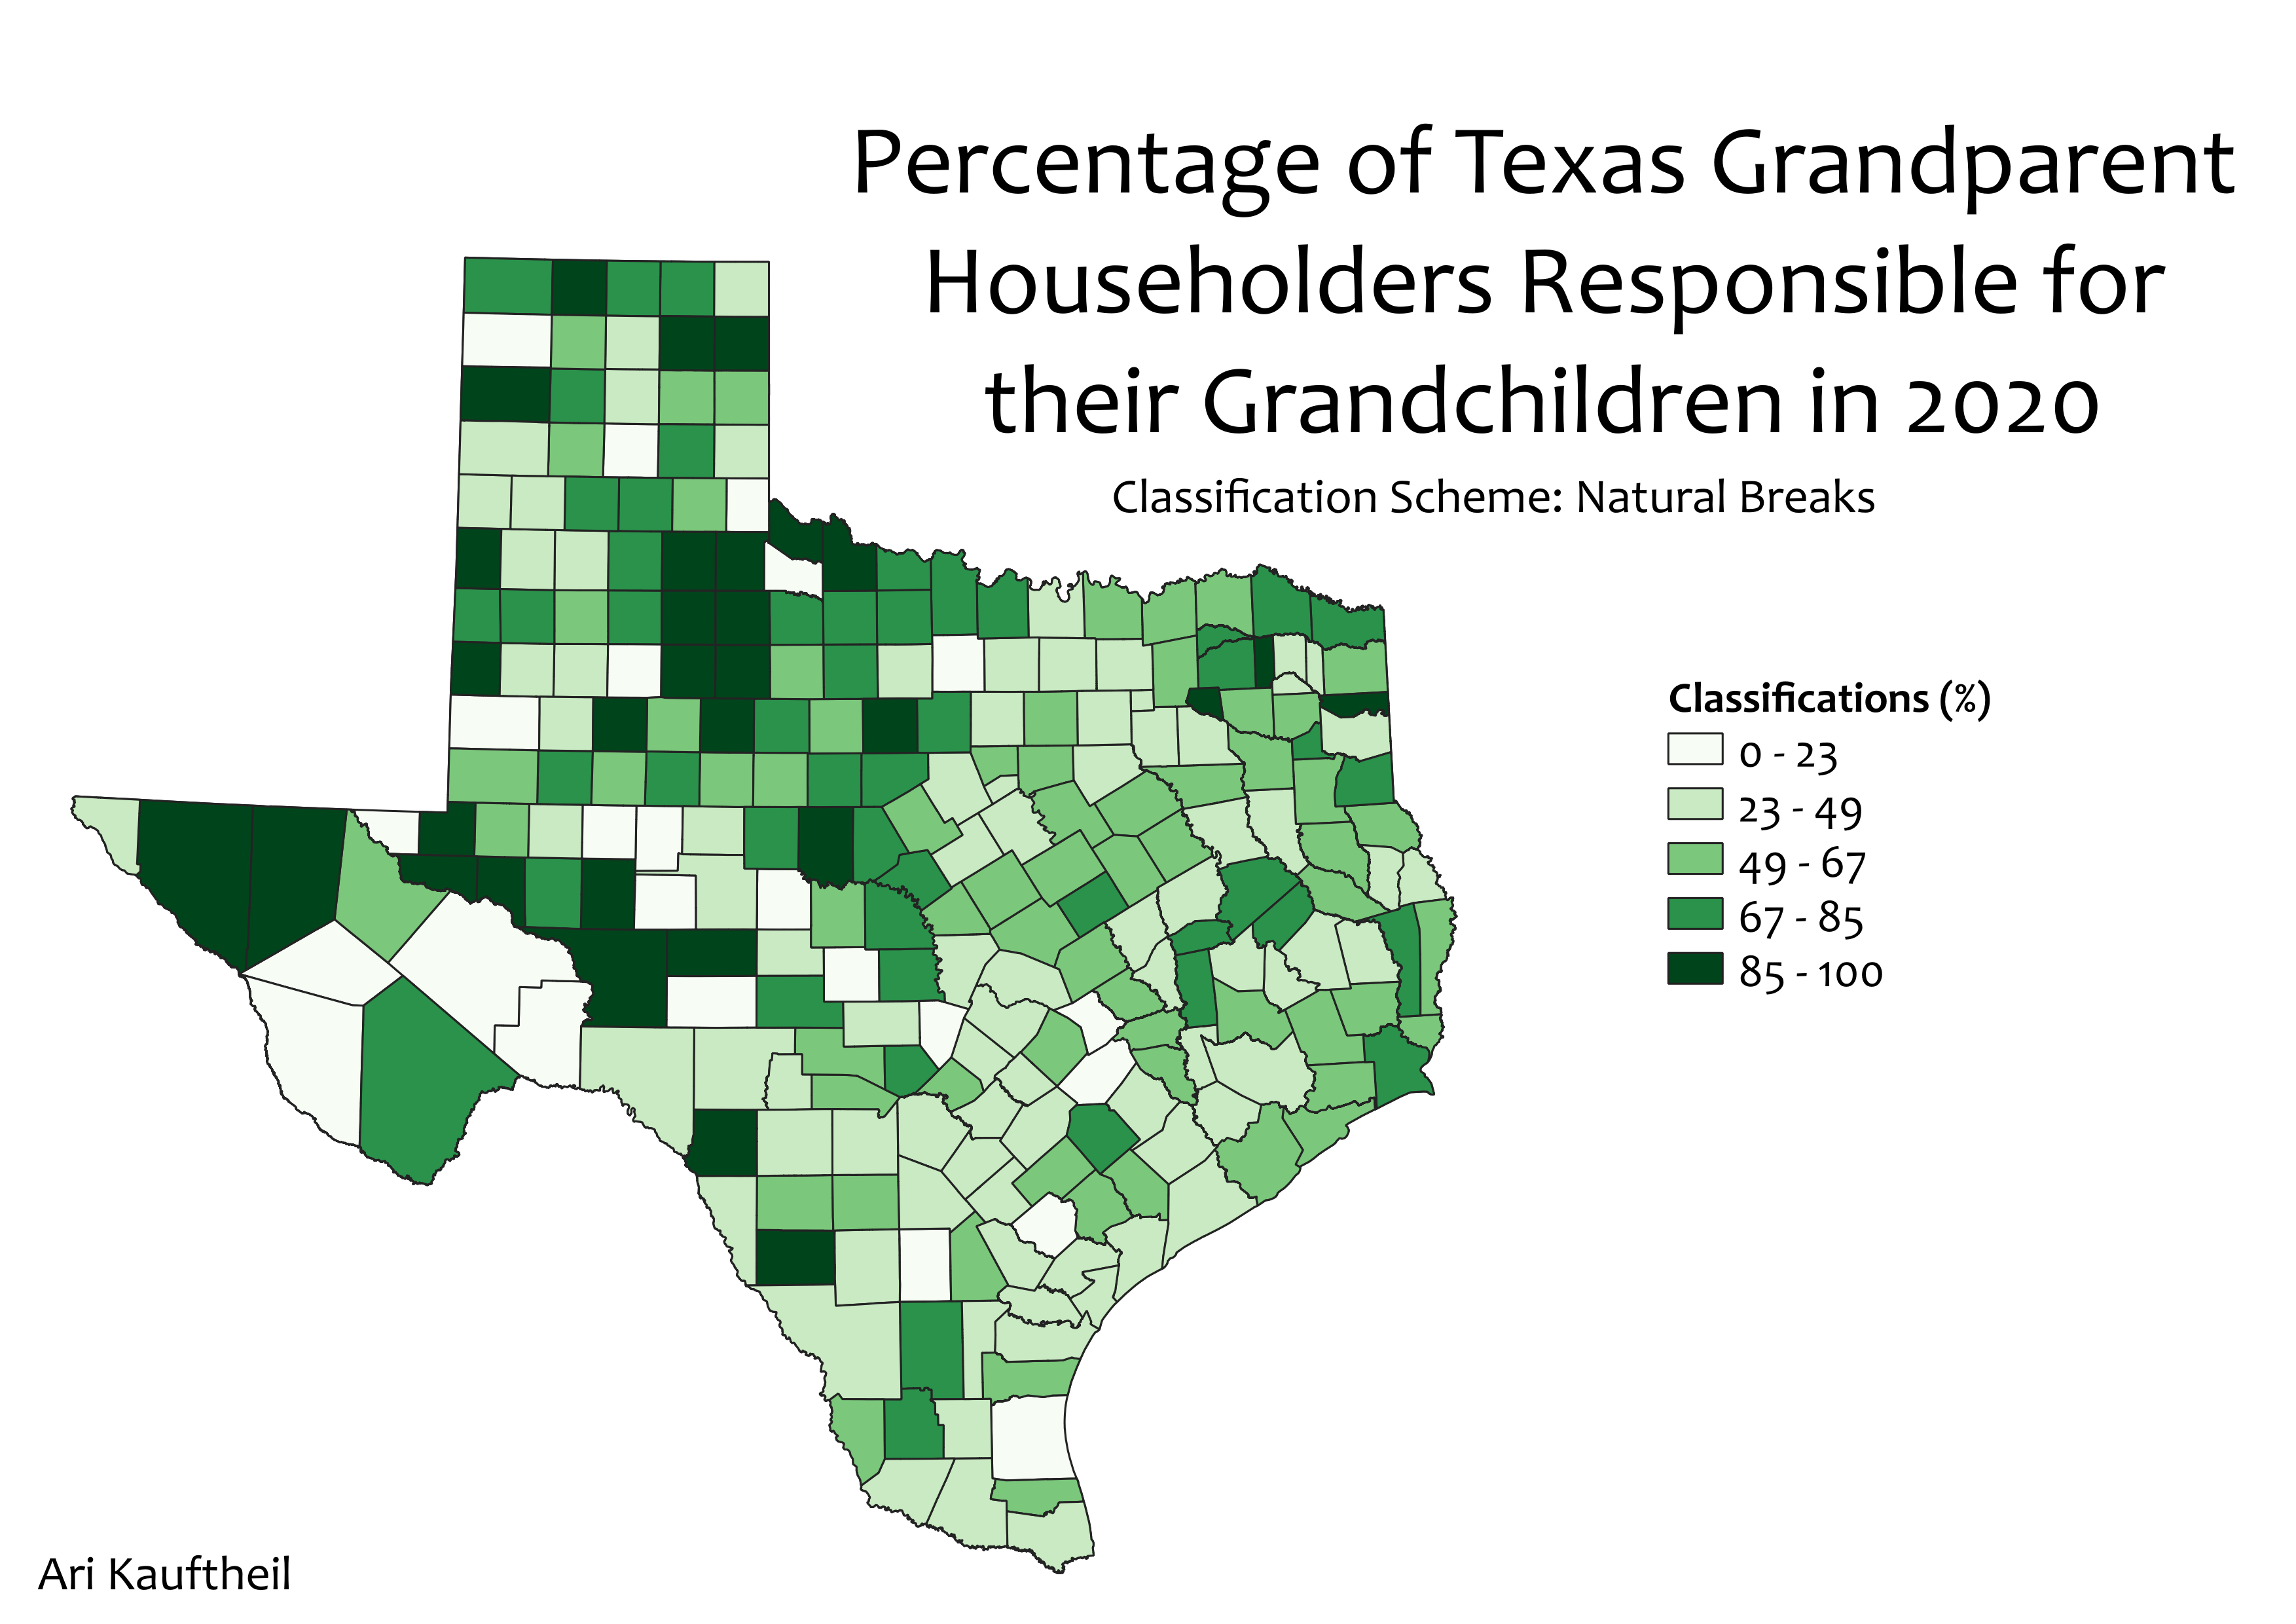 Percentage of Texas Grandparent
Householders Responsible for
their Grandchildren in 2020
Classification Scheme: Natural Breaks
Classifications (%)
0 - 23
23 - 49
49 - 67
67 - 85
85 - 100
Ari Kauftheil